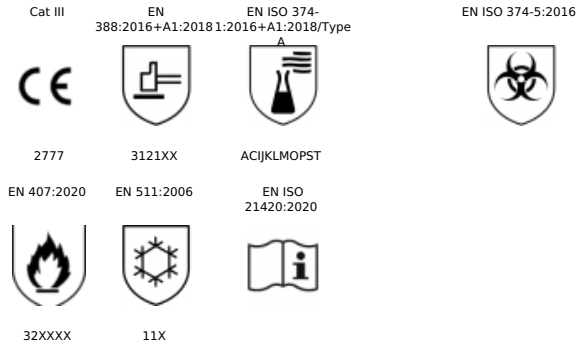 Cat III
EN
388:2016+A1:2018
EN ISO 374-
1:2016+A1:2018/Type
A
EN ISO 374-5:2016
CE
i
2777
3121XX
ACIJKLMOPST
EN 407:2020
EN 511:2006
EN ISO
21420:2020
32XXXX
11X